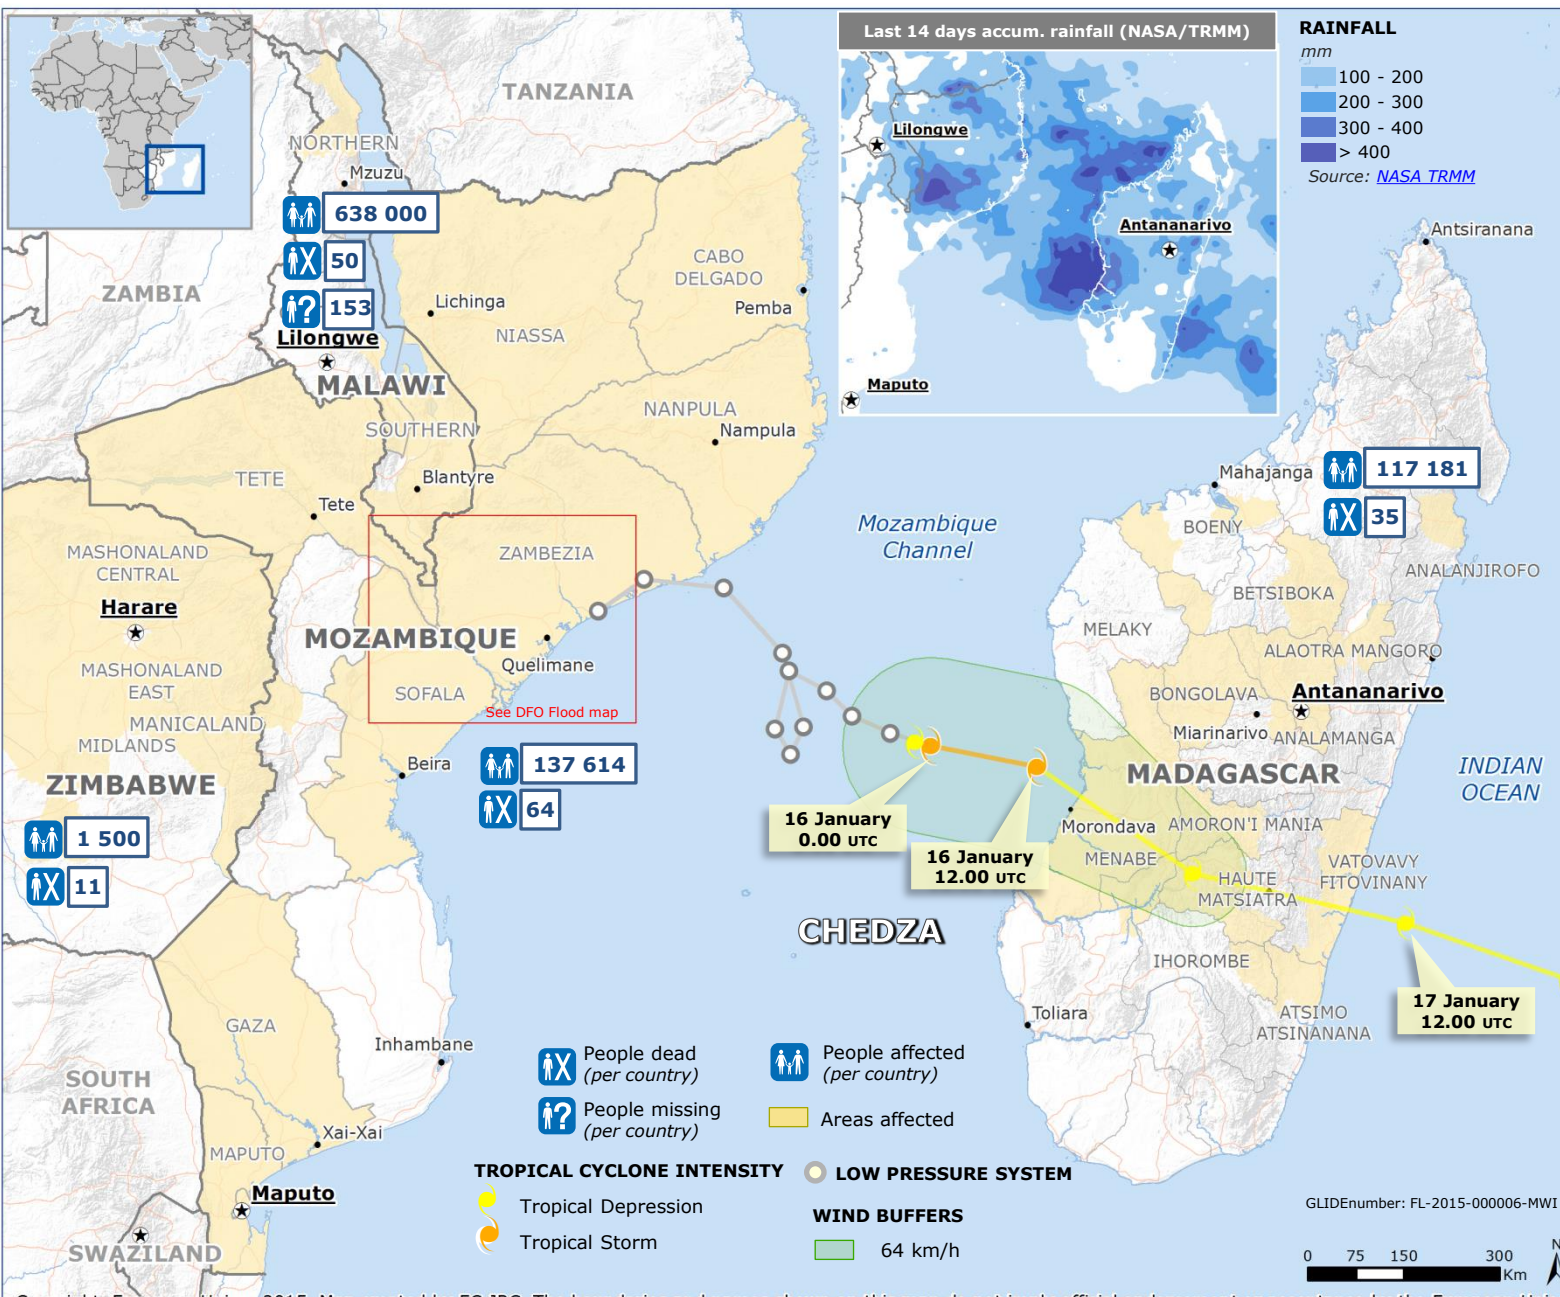 Last 14 days accum. rainfall (NASA/TRMM)
Lilongwe
Antananarivo
Maputo
RAINFALL
mm
100 - 200
200 - 300
300 - 400
> 400
Source: NASA TRMM
TANZANIA
NORTHERN
Mzuzu
638 000
50
153
ZAMBIA
Lilongwe
MALAWI
Lichinga
NIASSA
CABO
DELGADO
Pemba
NANPULA
Nampula
SOUTHERN
Blantyre
TETE
Tete
Antsiranana
Mahajanga
117 181
35
BOENY
ANALANJIROFO
BETSIBOKA
MELAKY
ALAOTRA MANGORO
BONGOLAVA
Antananarivo
Miarinarivo
ANALAMANGA
MADAGASCAR
INDIAN
OCEAN
Mozambique
Channel
MASHONALAND
CENTRAL
Harare
MASHONALAND
EAST
MANICALAND
MIDLANDS
ZIMBABWE
1 500
11
ZAMBEZIA
MOZAMBIQUE
Quelimane
SOFALA
See DFO Flood map
Beira
137 614
64
16 January
0.00 UTC
16 January
12.00 UTC
Morondava
AMORON'I MANIA
MENABE
HAUTE
MATSIATRA
VATOVAVY
FITOVINANY
CHEDZA
IHOROMBE
17 January
12.00 UTC
Toliara
ATSIMO
ATSINANANA
GAZA
Inhambane
SOUTH
AFRICA
Xai-Xai
MAPUTO
Maputo
SWAZILAND
People dead
(per country)
People affected
(per country)
People missing
(per country)
Areas affected
TROPICAL CYCLONE INTENSITY
LOW PRESSURE SYSTEM
Tropical Depression
Tropical Storm
WIND BUFFERS
64 km/h
GLIDEnumber: FL-2015-000006-MWI
0 75 150 300
Km